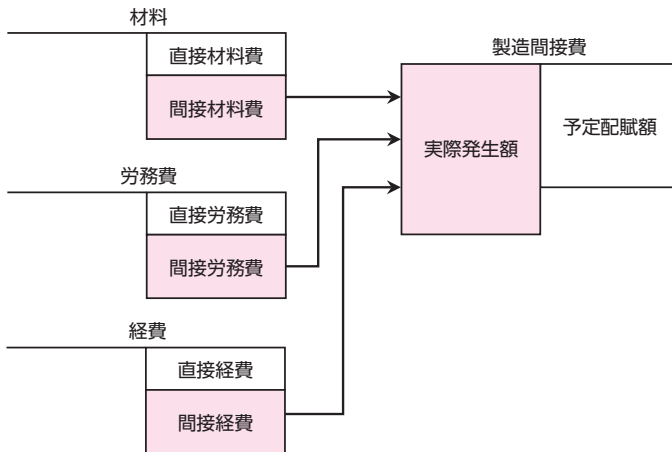 材料
直接材料費
間接材料費
労務費
直接労務費
間接労務費
経費
直接経費
間接経費
製造間接費
実際発生額
予定配賦額